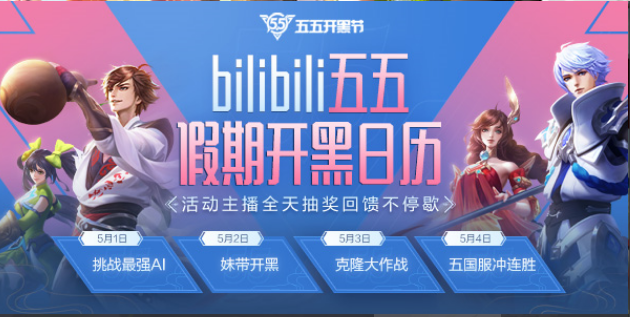 55 五五开黑节
bilibili五五
假期开黑日历
活动主播全天抽奖回馈不停歇
5月1日
挑战最强AI
5月2日
妹带开黑
5月3日
克隆大作战
5月4日
五国服冲连胜